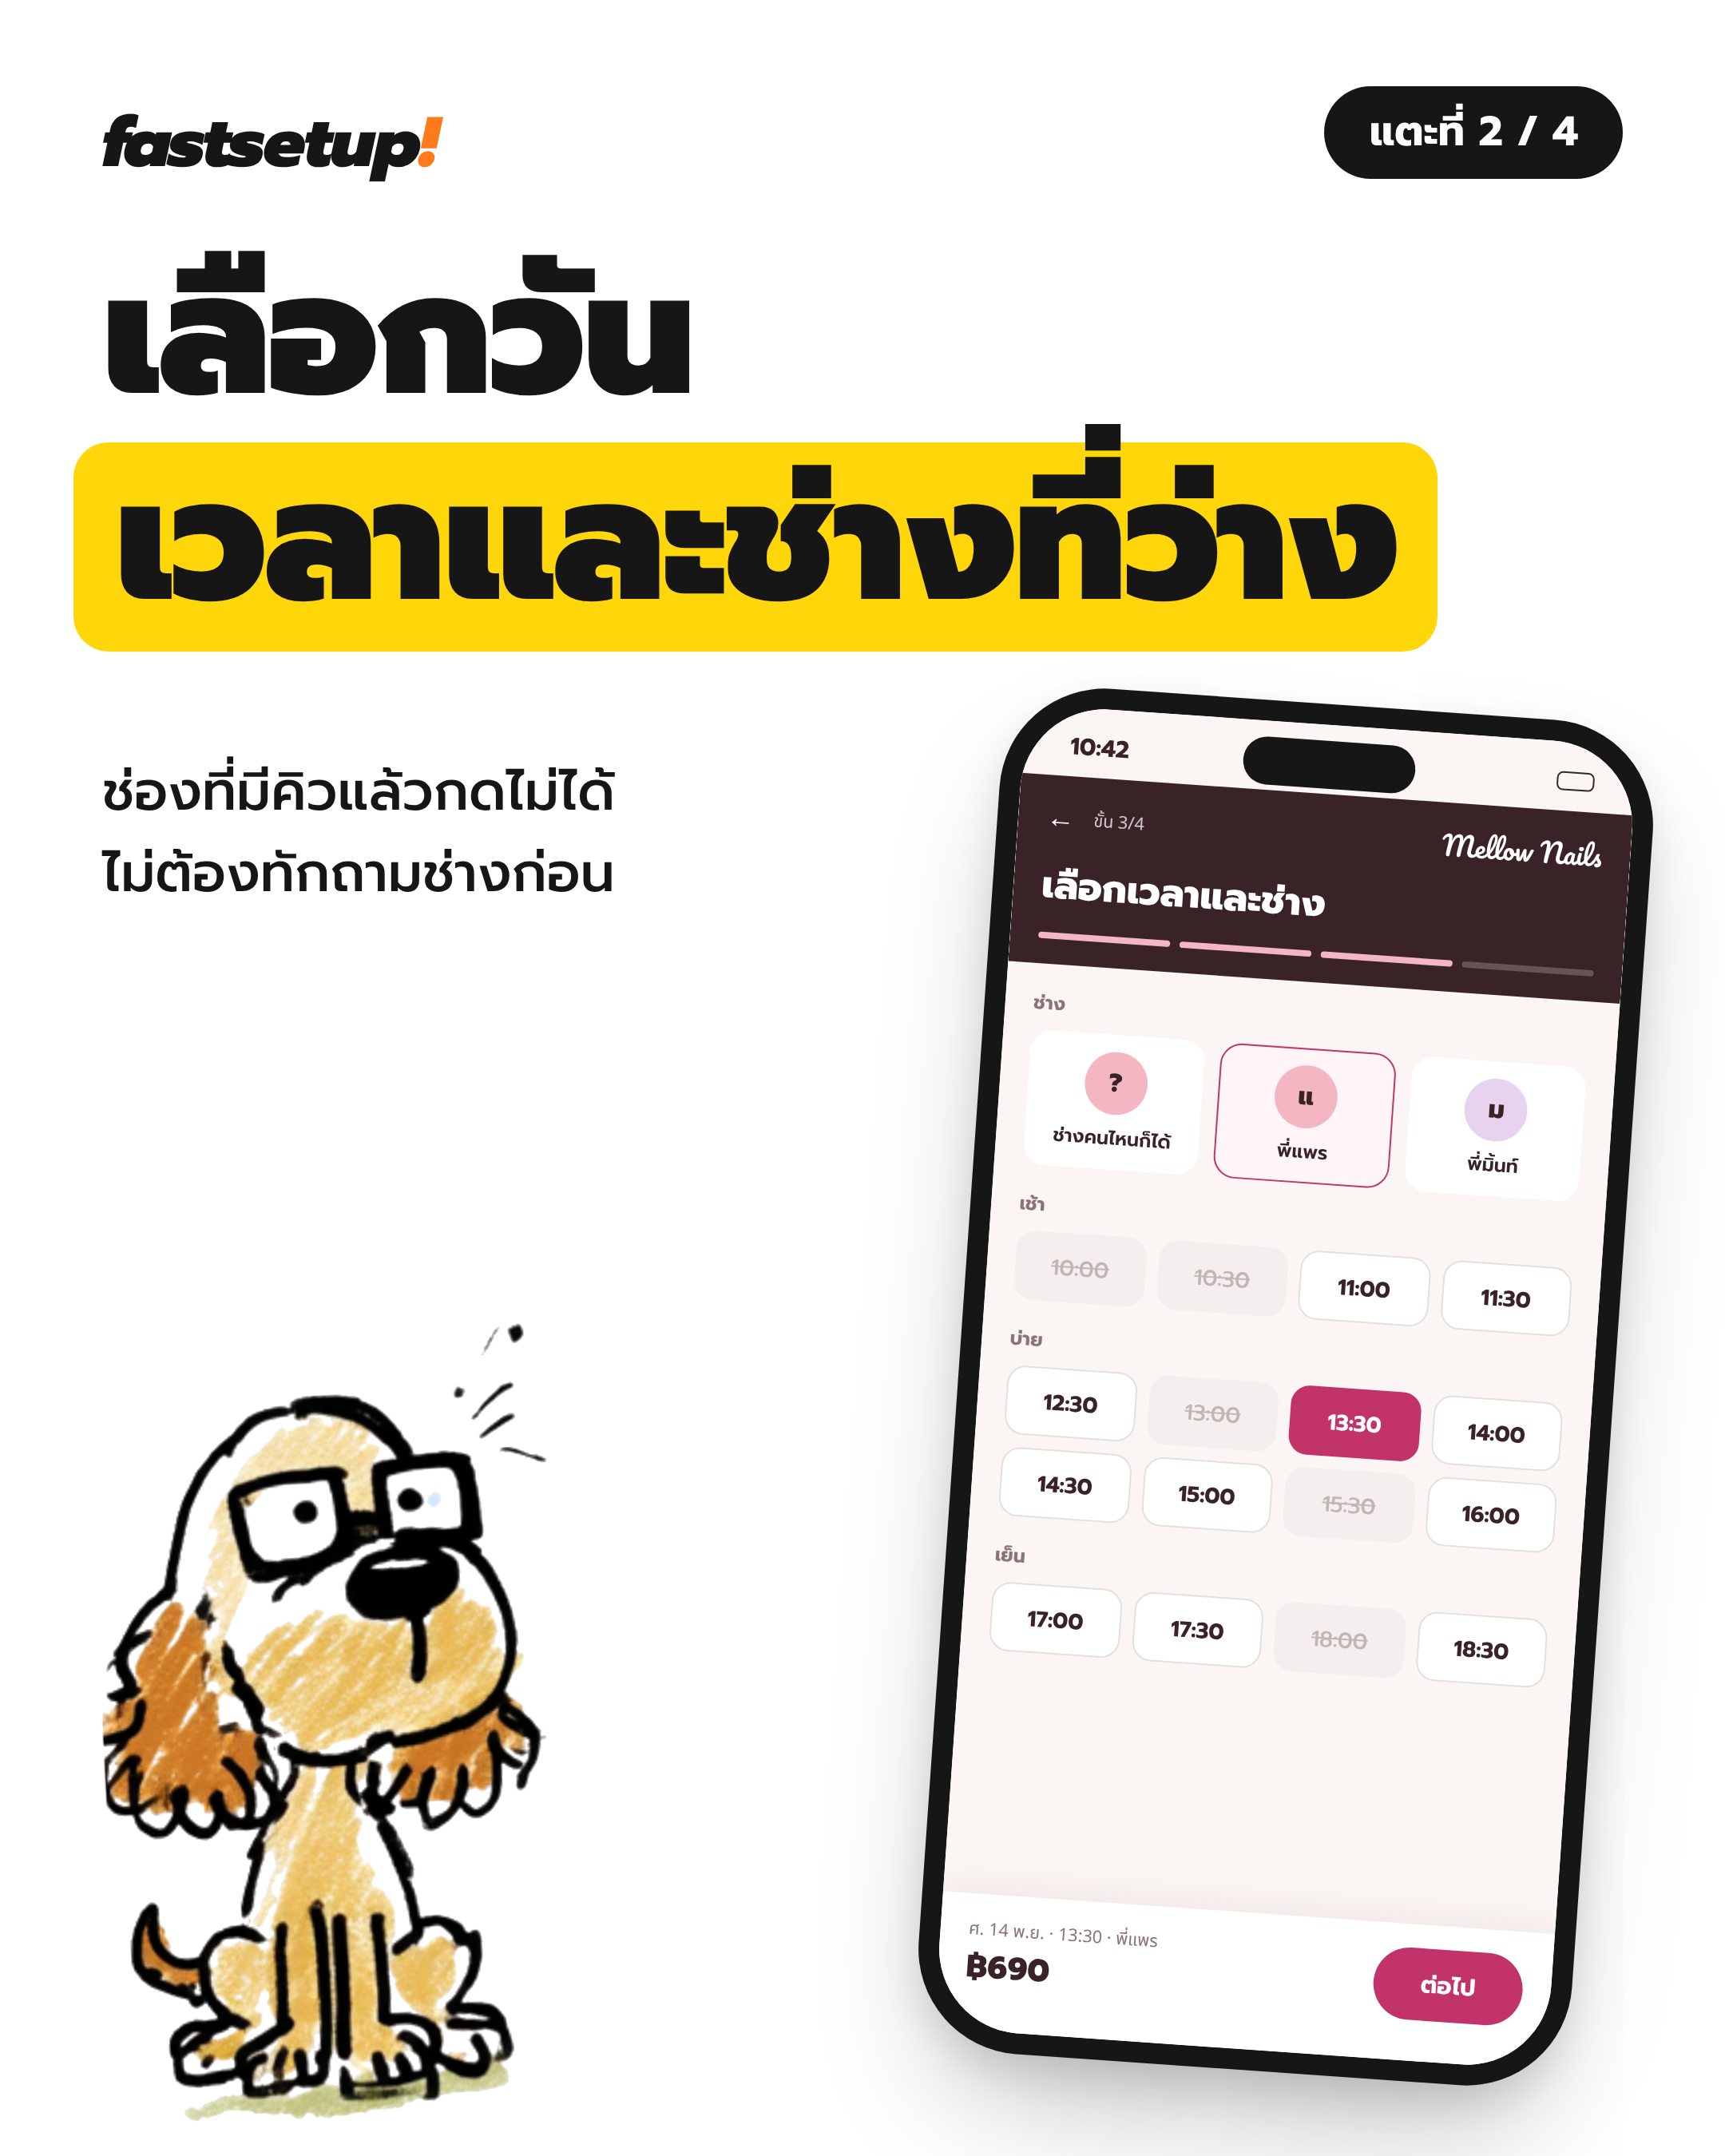 fastsetup!
แตะที่ 2 / 4
เลือกวัน
เวลาและช่างที่ว่าง
ช่องที่มีคิวแล้วกดไม่ได้
ไม่ต้องทักถามช่างก่อน
10:42
← ขั้น 3/4
Mellow Nails
เลือกเวลาและช่าง
ช่าง
? แ ม
ช่างคนไหนก็ได้ พี่แพร พี่มิ้นท์
เช้า
10:00 10:30 11:00 11:30
บ่าย
12:30 13:00 13:30 14:00
14:30 15:00 15:30 16:00
เย็น
17:00 17:30 18:00 18:30
ศ. 14 พ.ย. · 13:30 · พี่แพร
฿690
ต่อไป